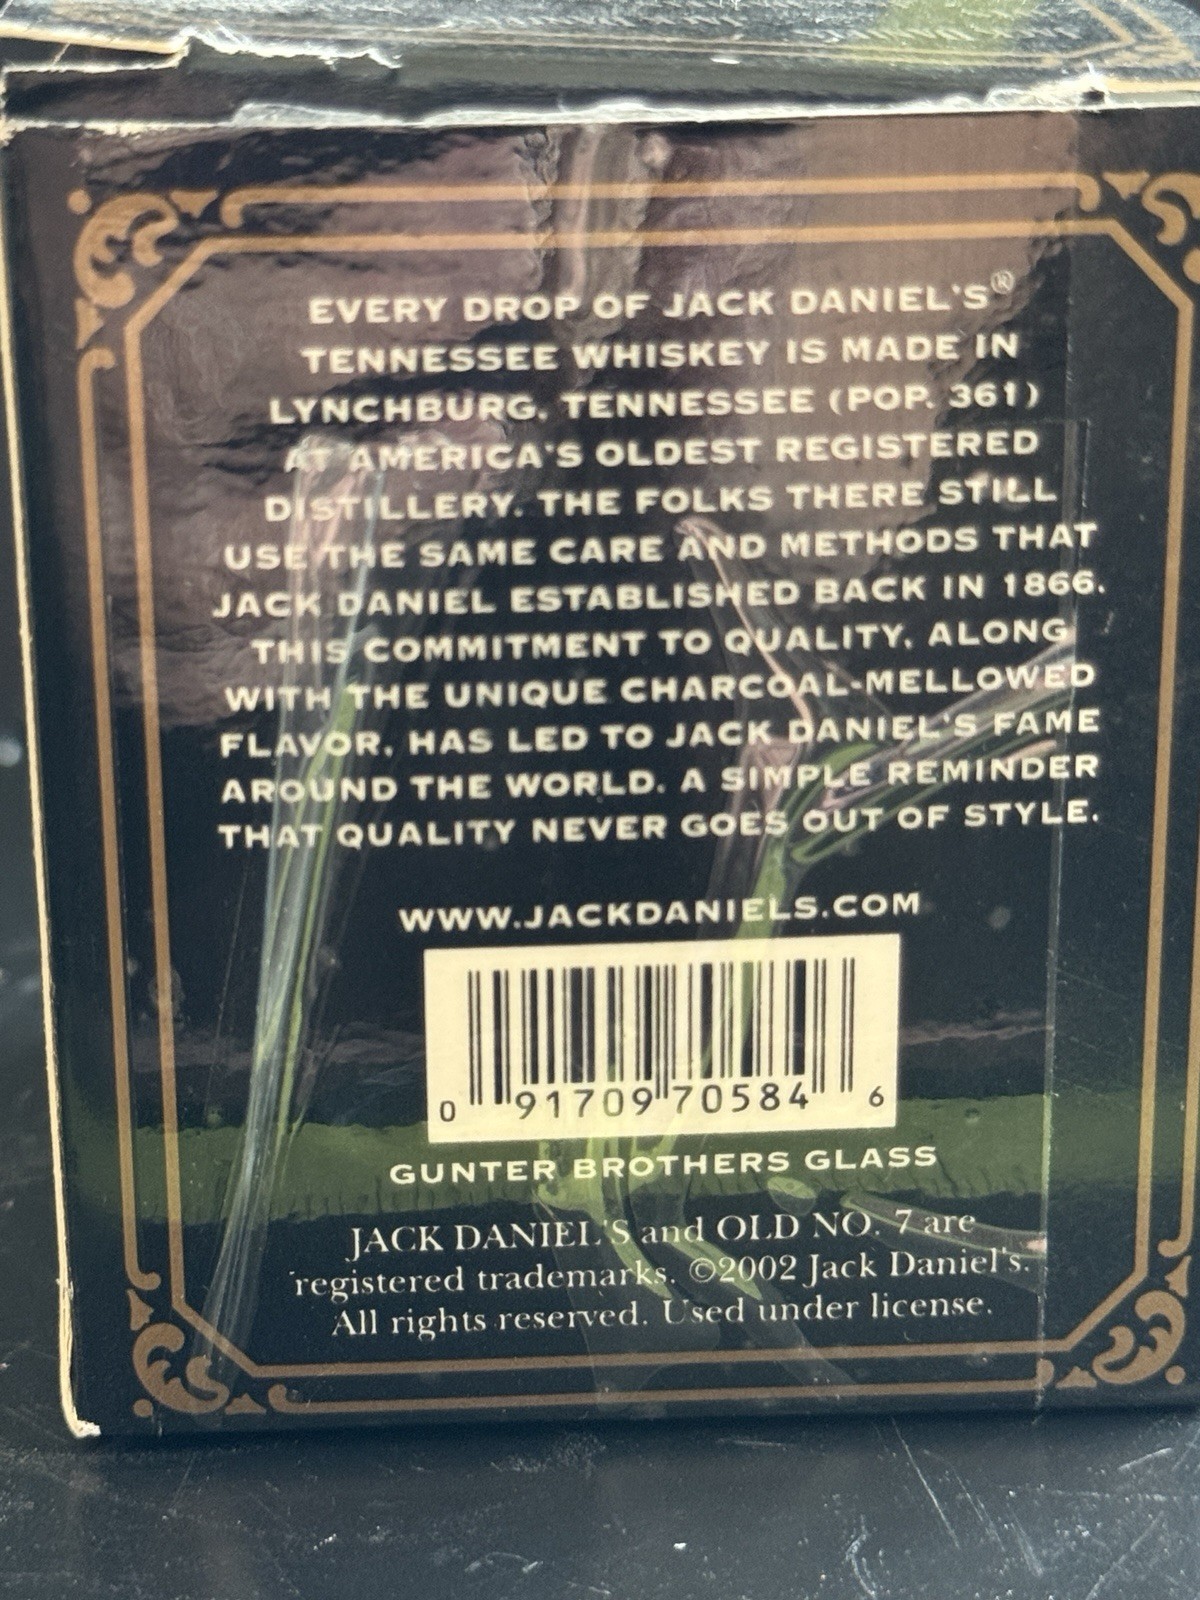 EVERY DROP OF JACK DANIEL'S®
TENNESSEE WHISKEY IS MADE IN
LYNCHBURG, TENNESSEE (POP. 361)
AT AMERICA'S OLDEST REGISTERED
DISTILLERY. THE FOLKS THERE STILL
USE THE SAME CARE AND METHODS THAT
JACK DANIEL ESTABLISHED BACK IN 1866.
THIS COMMITMENT TO QUALITY, ALONG
WITH THE UNIQUE CHARCOAL-MELLOWED
FLAVOR, HAS LED TO JACK DANIEL'S FAME
AROUND THE WORLD. A SIMPLE REMINDER
THAT QUALITY NEVER GOES OUT OF STYLE.
WWW.JACKDANIELS.COM
0 91709 70584 6
GUNTER BROTHERS GLASS
JACK DANIEL'S and OLD NO. 7 are
registered trademarks. ©2002 Jack Daniel's.
All rights reserved. Used under license.